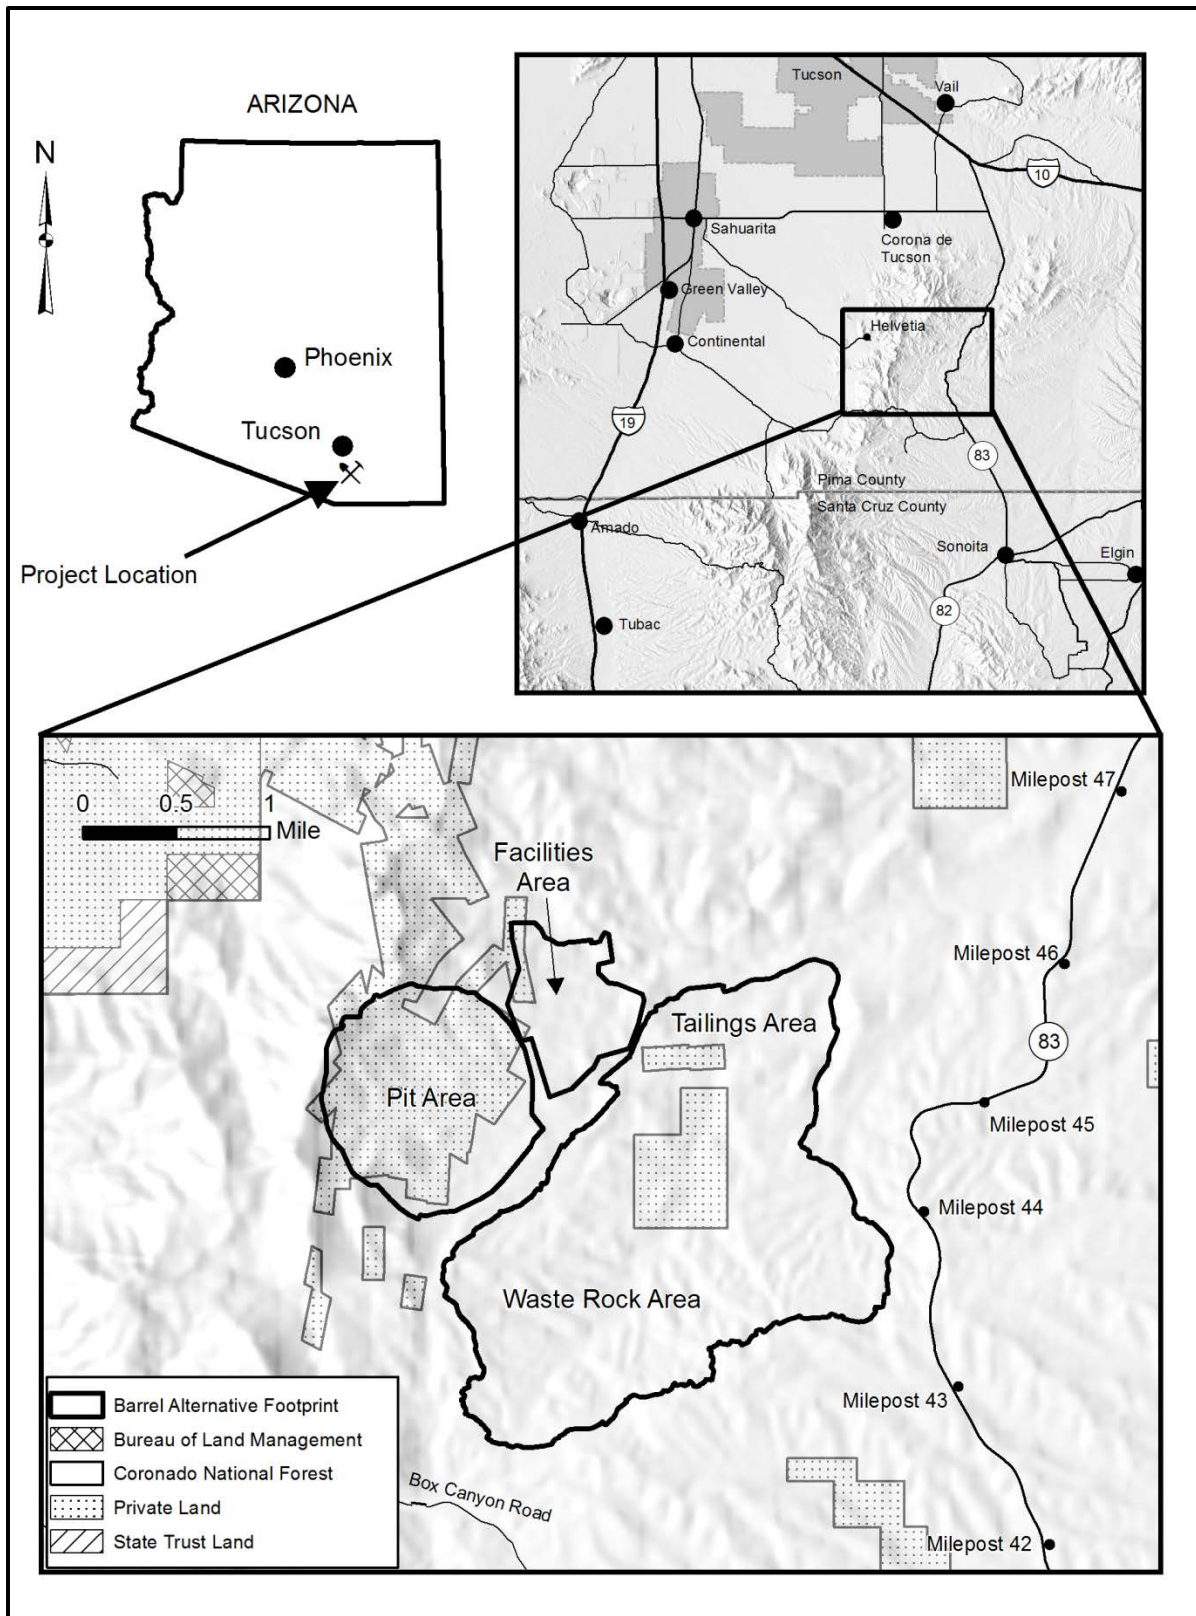 ARIZONA
N
Phoenix
Tucson
Project Location
Tucson
Vail
10
Sahuarita
Corona de
Tucson
Green Valley
Helvetia
Continental
19
83
Pima County
Santa Cruz County
Amado
Sonoita
Elgin
82
Tubac
0 0.5 1
Mile
Milepost 47
Facilities
Area
Milepost 46
Tailings Area
83
Pit Area
Milepost 45
Milepost 44
Waste Rock Area
Milepost 43
Barrel Alternative Footprint
Bureau of Land Management
Coronado National Forest
Private Land
State Trust Land
Box Canyon Road
Milepost 42